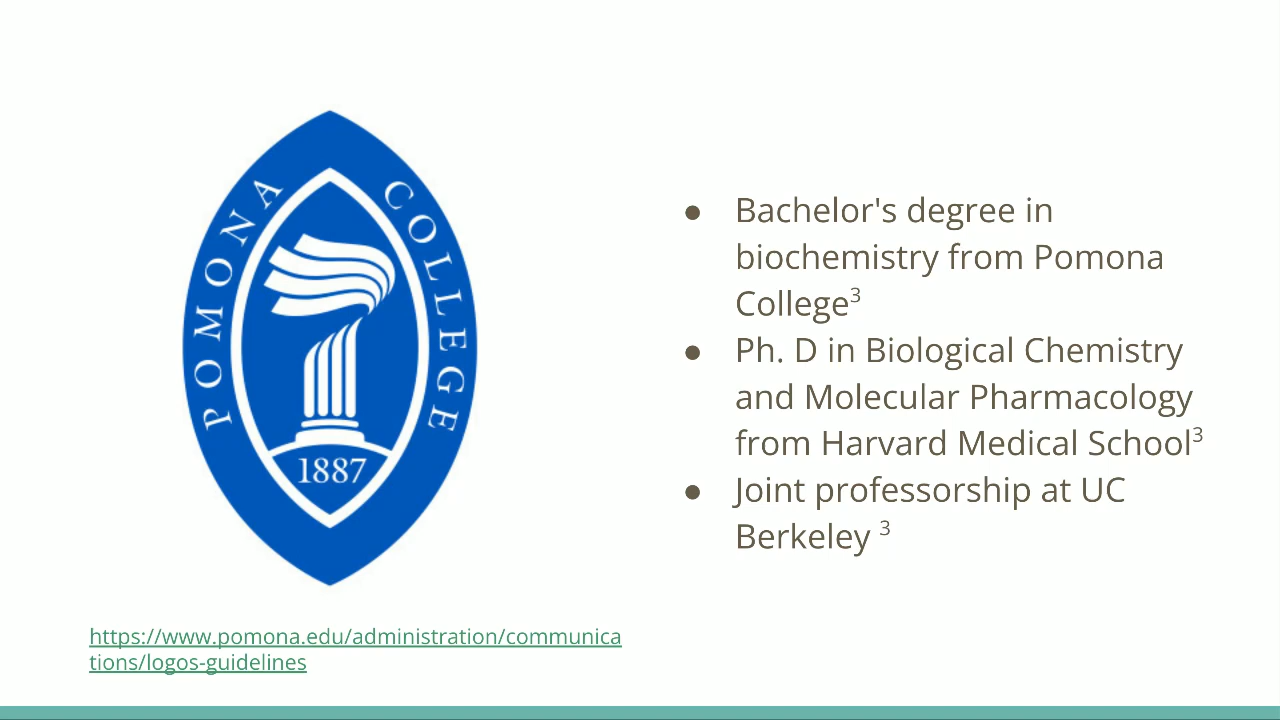 POMONA COLLEGE
1887
https://www.pomona.edu/administration/communica
tions/logos-guidelines
● Bachelor's degree in
biochemistry from Pomona
College³
● Ph. D in Biological Chemistry
and Molecular Pharmacology
from Harvard Medical School³
● Joint professorship at UC
Berkeley ³